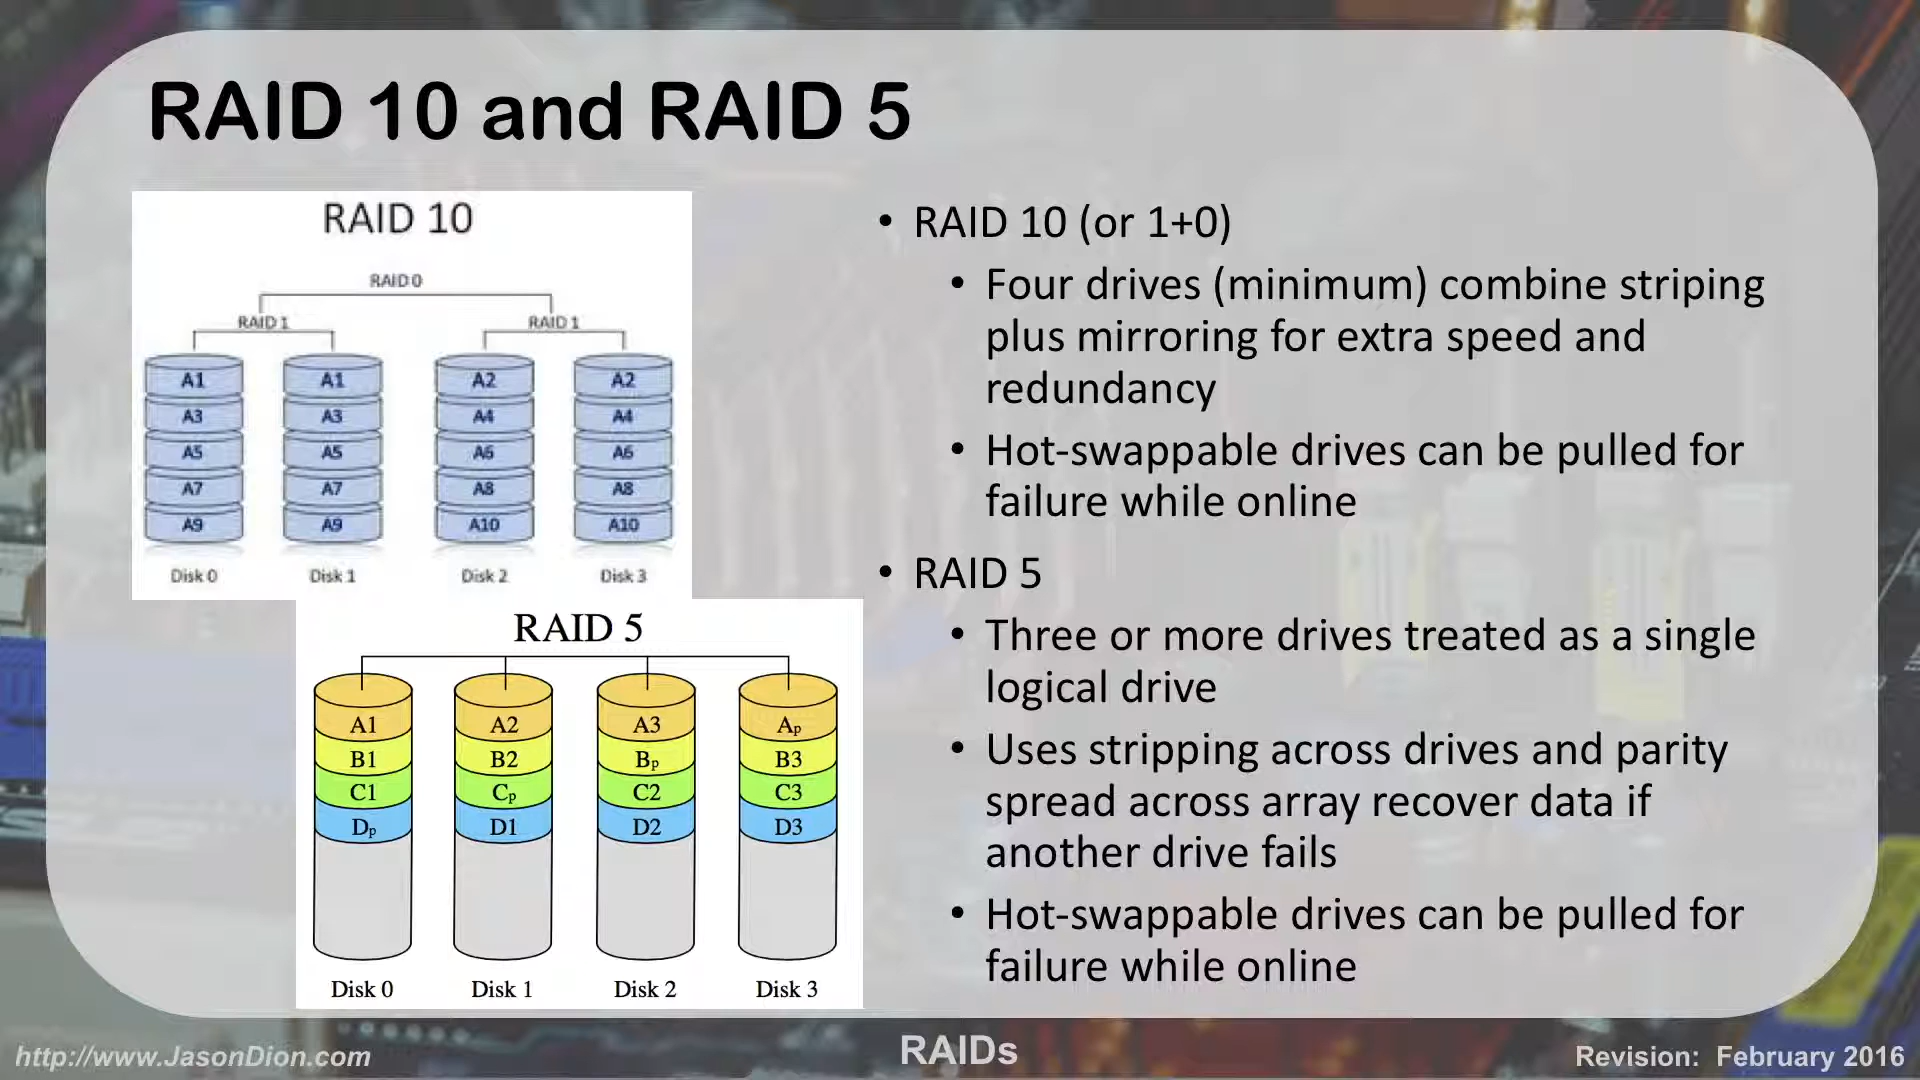 RAID 10 and RAID 5
RAID 10
RAID 0
RAID 1 RAID 1
A1 A1 A2 A2
A3 A3 A4 A4
A5 A5 A6 A6
A7 A7 A8 A8
A9 A9 A10 A10
Disk 0 Disk 1 Disk 2 Disk 3
RAID 5
A1 A2 A3 Ap
B1 B2 Bp B3
C1 Cp C2 C3
Dp D1 D2 D3
Disk 0 Disk 1 Disk 2 Disk 3
• RAID 10 (or 1+0)
• Four drives (minimum) combine striping
plus mirroring for extra speed and
redundancy
• Hot-swappable drives can be pulled for
failure while online
• RAID 5
• Three or more drives treated as a single
logical drive
• Uses stripping across drives and parity
spread across array recover data if
another drive fails
• Hot-swappable drives can be pulled for
failure while online
http://www.JasonDion.com
RAIDs
Revision: February 2016